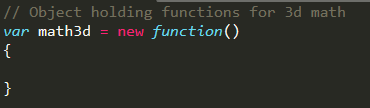 // Object holding functions for 3d math
var math3d = new function()
{
}